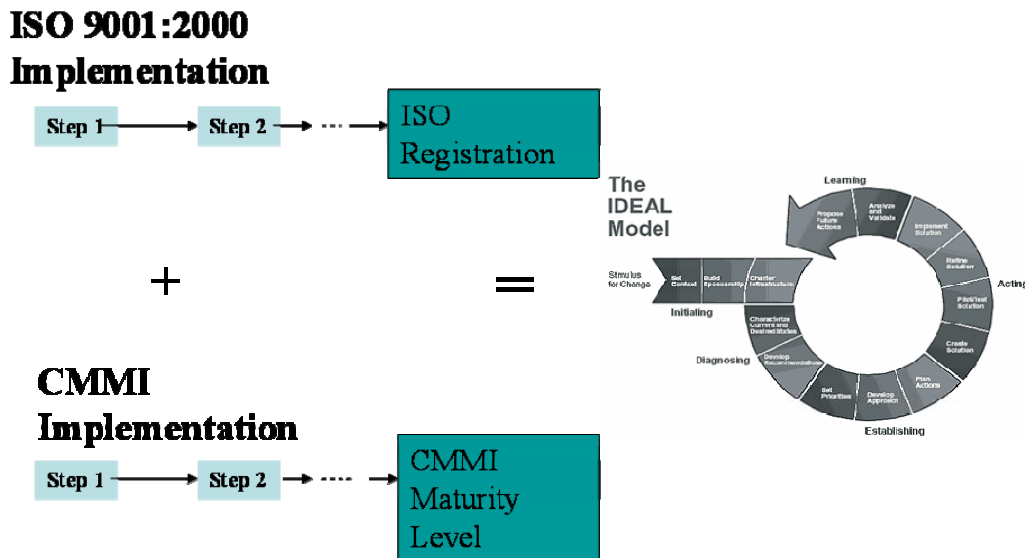 ISO 9001:2000
Implementation
Step 1
Step 2
ISO
Registration
+
=
The
IDEAL
Model
Learning
Propose
Future
Actions
Analyze
and
Validate
Implement
Solution
Refine
Solution
Acting
Pilot/Test
Solution
Create
Solution
Stimulus
for Change
Set
Context
Build
Sponsorship
Charter
Infrastructure
Initiating
Characterize
Current and
Desired States
Diagnosing
Develop
Recommendations
Set
Priorities
Develop
Approach
Plan
Actions
Establishing
CMMI
Implementation
Step 1
Step 2
CMMI
Maturity
Level